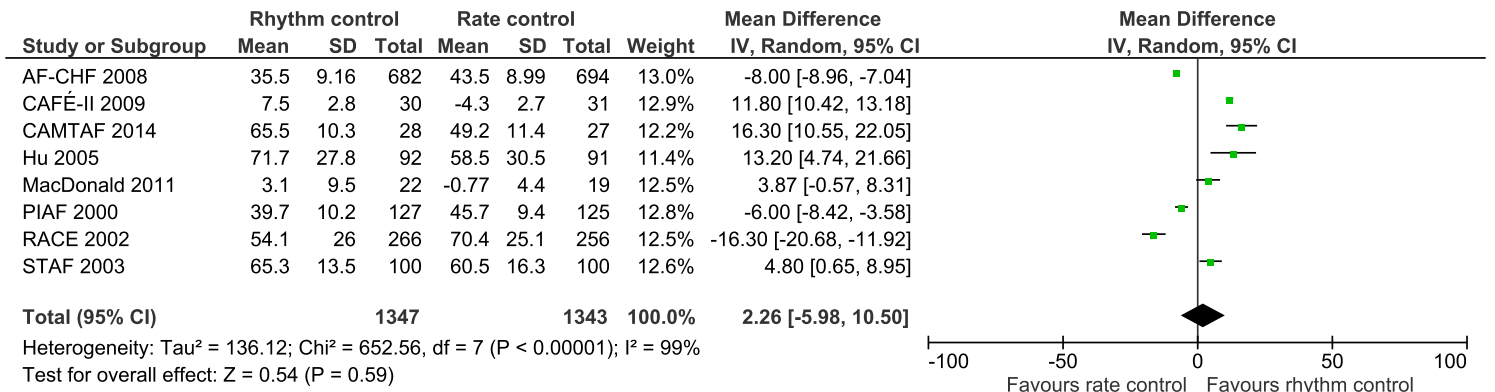 Rhythm control Rate control Mean Difference Mean Difference
Study or Subgroup Mean SD Total Mean SD Total Weight IV, Random, 95% CI IV, Random, 95% CI
AF-CHF 2008 35.5 9.16 682 43.5 8.99 694 13.0% -8.00 [-8.96, -7.04]
CAFÉ-II 2009 7.5 2.8 30 -4.3 2.7 31 12.9% 11.80 [10.42, 13.18]
CAMTAF 2014 65.5 10.3 28 49.2 11.4 27 12.2% 16.30 [10.55, 22.05]
Hu 2005 71.7 27.8 92 58.5 30.5 91 11.4% 13.20 [4.74, 21.66]
MacDonald 2011 3.1 9.5 22 -0.77 4.4 19 12.5% 3.87 [-0.57, 8.31]
PIAF 2000 39.7 10.2 127 45.7 9.4 125 12.8% -6.00 [-8.42, -3.58]
RACE 2002 54.1 26 266 70.4 25.1 256 12.5% -16.30 [-20.68, -11.92]
STAF 2003 65.3 13.5 100 60.5 16.3 100 12.6% 4.80 [0.65, 8.95]
Total (95% CI) 1347 1343 100.0% 2.26 [-5.98, 10.50]
Heterogeneity: Tau² = 136.12; Chi² = 652.56, df = 7 (P < 0.00001); I² = 99%
Test for overall effect: Z = 0.54 (P = 0.59)
-100 -50 0 50 100
Favours rate control Favours rhythm control